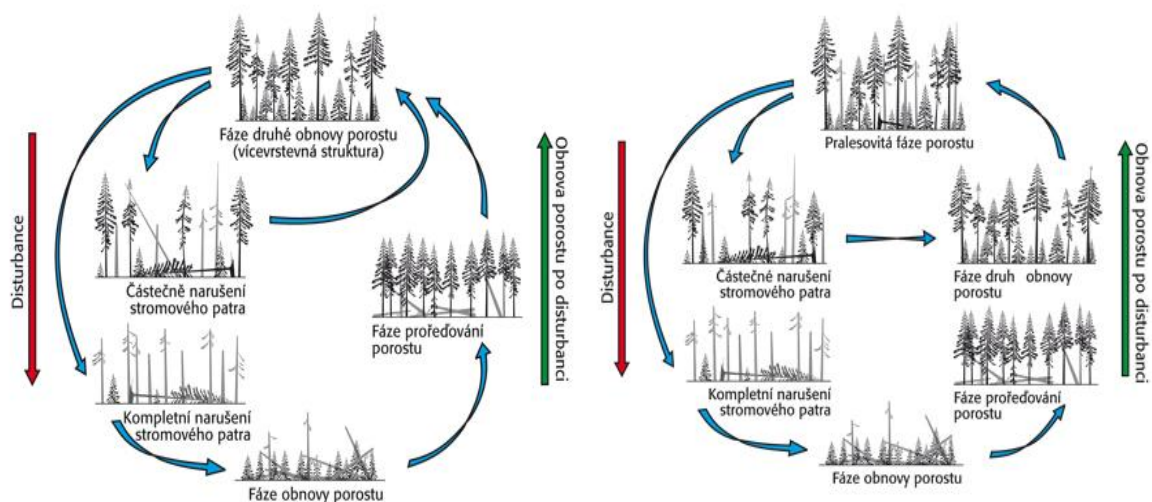 Fáze druhé obnovy porostu
(vícevrstevná struktura)
Disturbance
Částečně narušení
stromového patra
Fáze prořeďování
porostu
Kompletní narušení
stromového patra
Fáze obnovy porostu
Obnova porostu po disturbanci
Pralesovitá fáze porostu
Disturbance
Částečné narušení
stromového patra
Fáze druh obnovy
porostu
Kompletní narušení
stromového patra
Fáze prořeďování
porostu
Fáze obnovy porostu
Obnova porostu po disturbanci